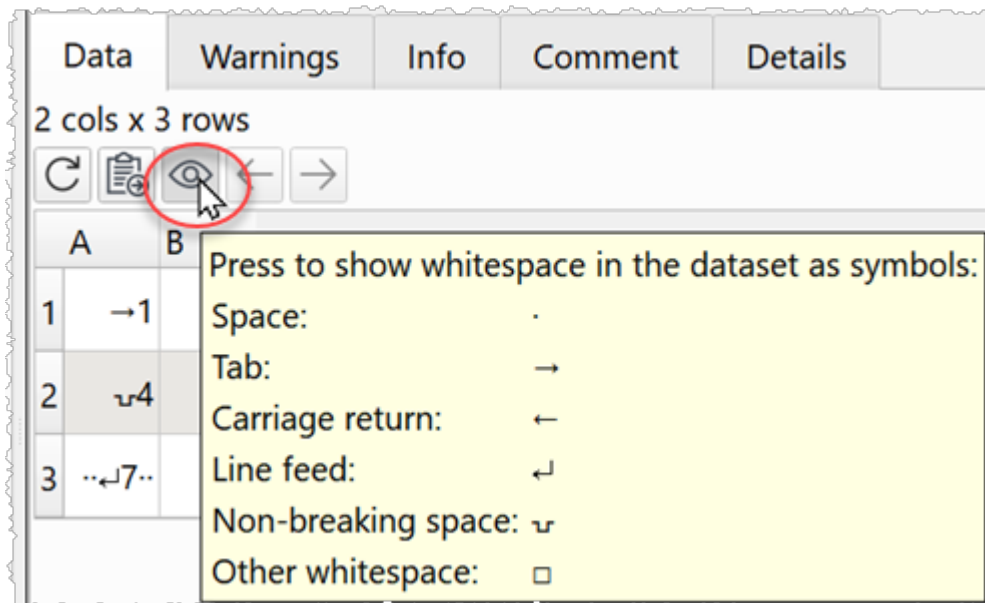 Data Warnings Info Comment Details
2 cols x 3 rows
A B
Press to show whitespace in the dataset as symbols:
1 →1
Space: ·
Tab: →
2 ⮒4
Carriage return: ←
Line feed: ↵
3 ··↵7··
Non-breaking space: ⮒
Other whitespace: □